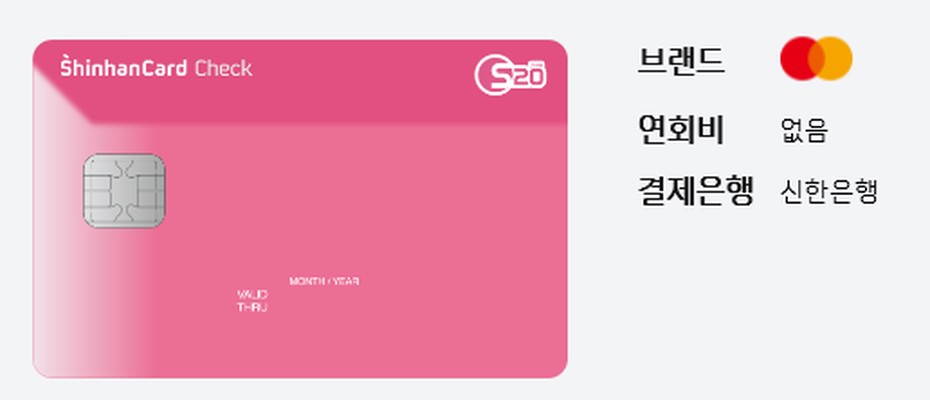 ShinhanCard Check
S20
MONTH / YEAR
VALID
THRU
브랜드
연회비 없음
결제은행 신한은행